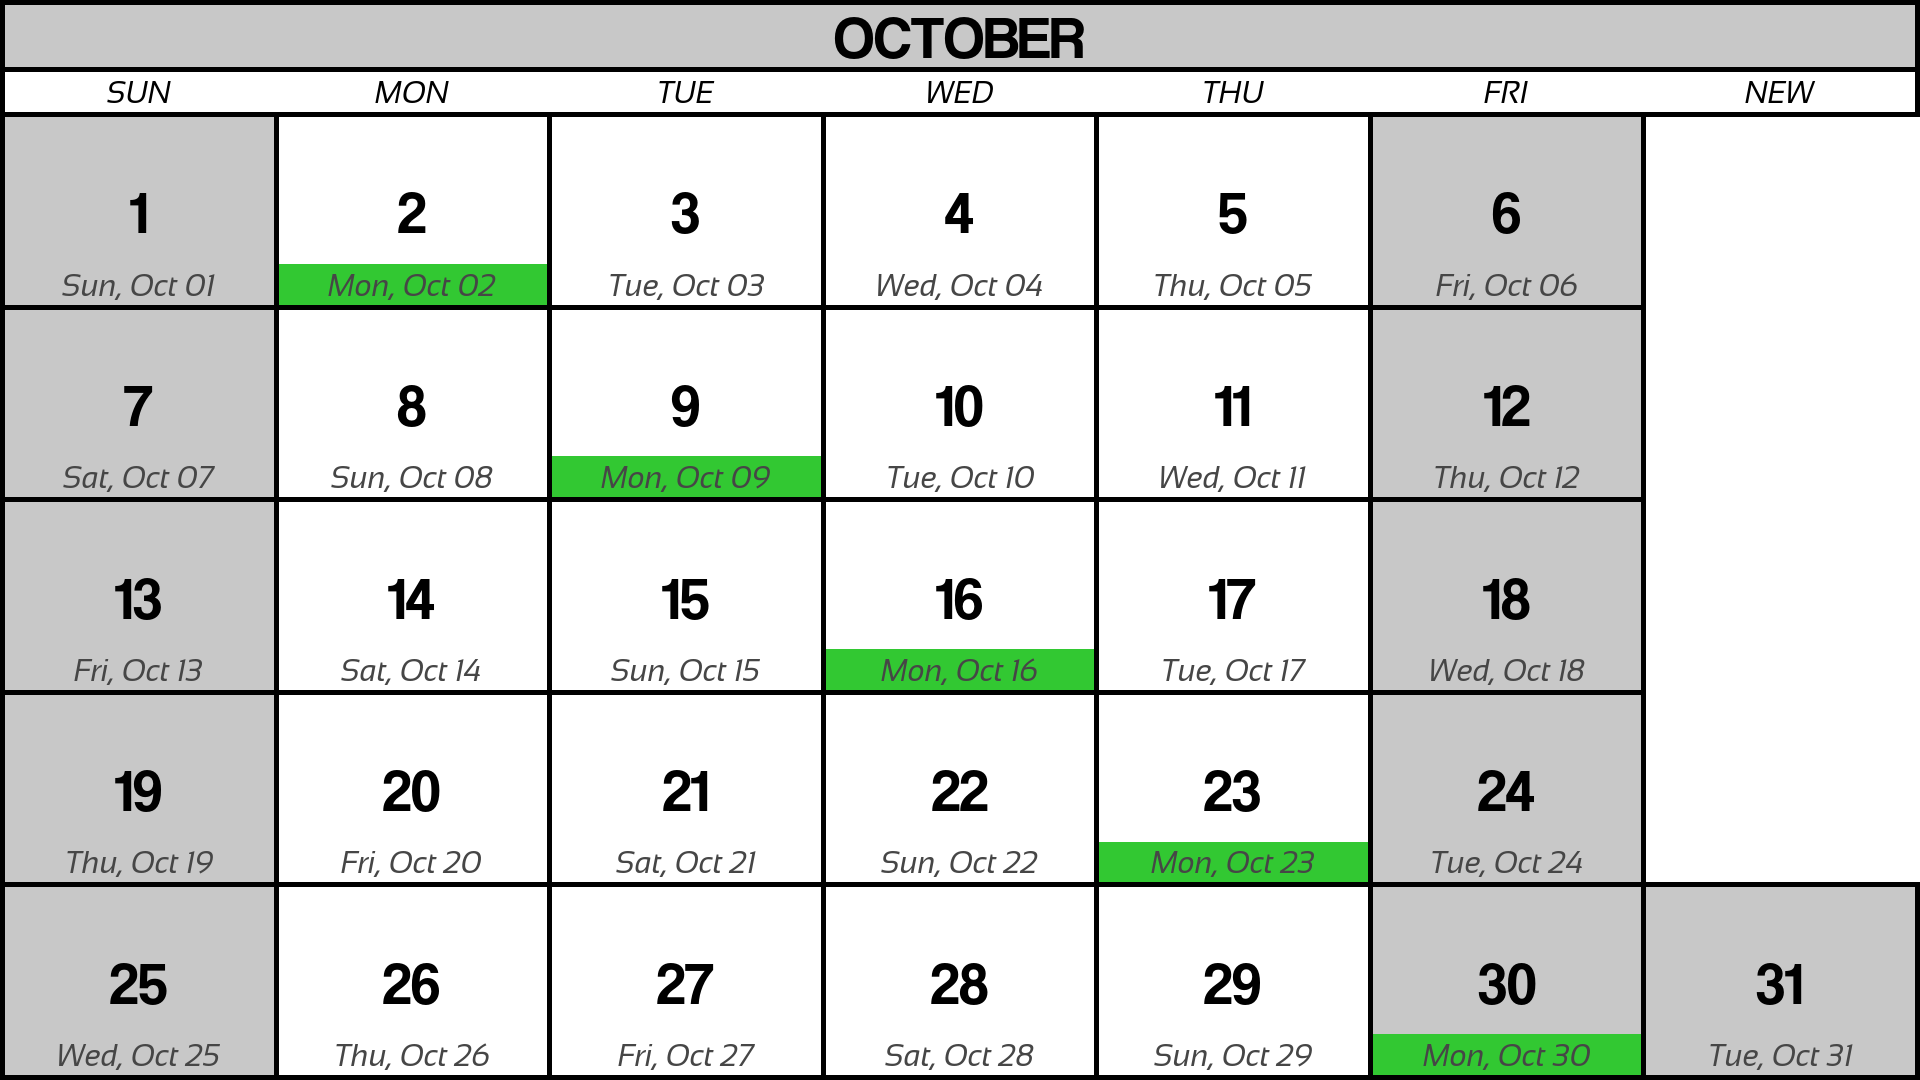 OCTOBER
SUN MON TUE WED THU FRI NEW
1 2 3 4 5 6
Sun, Oct 01 Mon, Oct 02 Tue, Oct 03 Wed, Oct 04 Thu, Oct 05 Fri, Oct 06
7 8 9 10 11 12
Sat, Oct 07 Sun, Oct 08 Mon, Oct 09 Tue, Oct 10 Wed, Oct 11 Thu, Oct 12
13 14 15 16 17 18
Fri, Oct 13 Sat, Oct 14 Sun, Oct 15 Mon, Oct 16 Tue, Oct 17 Wed, Oct 18
19 20 21 22 23 24
Thu, Oct 19 Fri, Oct 20 Sat, Oct 21 Sun, Oct 22 Mon, Oct 23 Tue, Oct 24
25 26 27 28 29 30 31
Wed, Oct 25 Thu, Oct 26 Fri, Oct 27 Sat, Oct 28 Sun, Oct 29 Mon, Oct 30 Tue, Oct 31